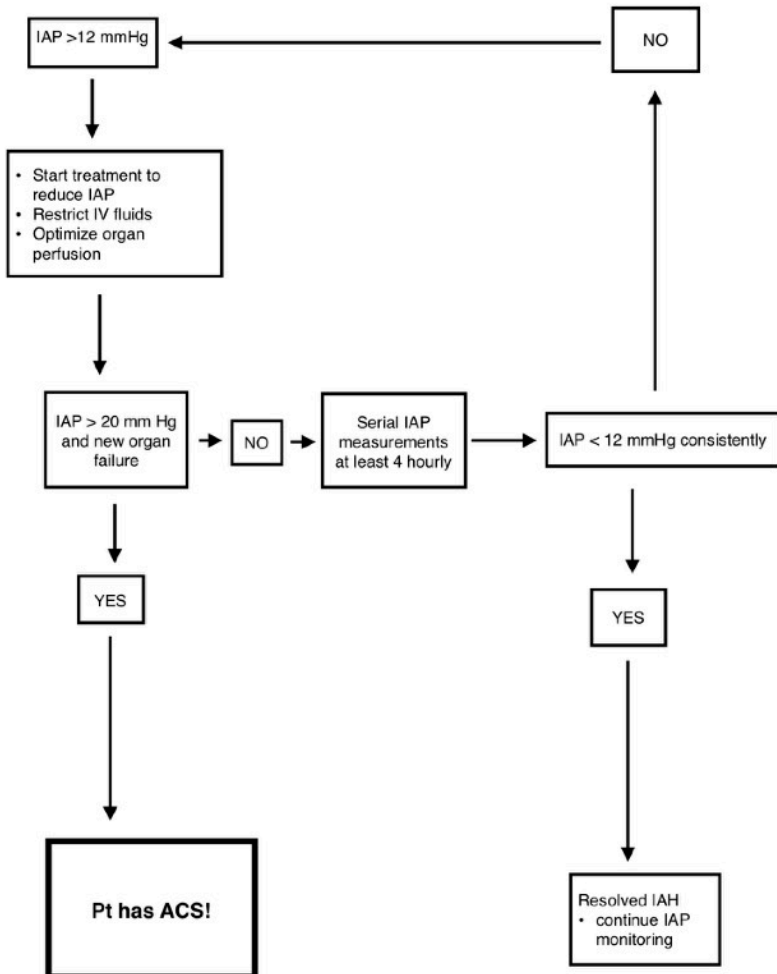 IAP >12 mmHg
NO
• Start treatment to
reduce IAP
• Restrict IV fluids
• Optimize organ
perfusion
IAP > 20 mm Hg
and new organ
failure
NO
Serial IAP
measurements
at least 4 hourly
IAP < 12 mmHg consistently
YES
YES
Pt has ACS!
Resolved IAH
• continue IAP
monitoring